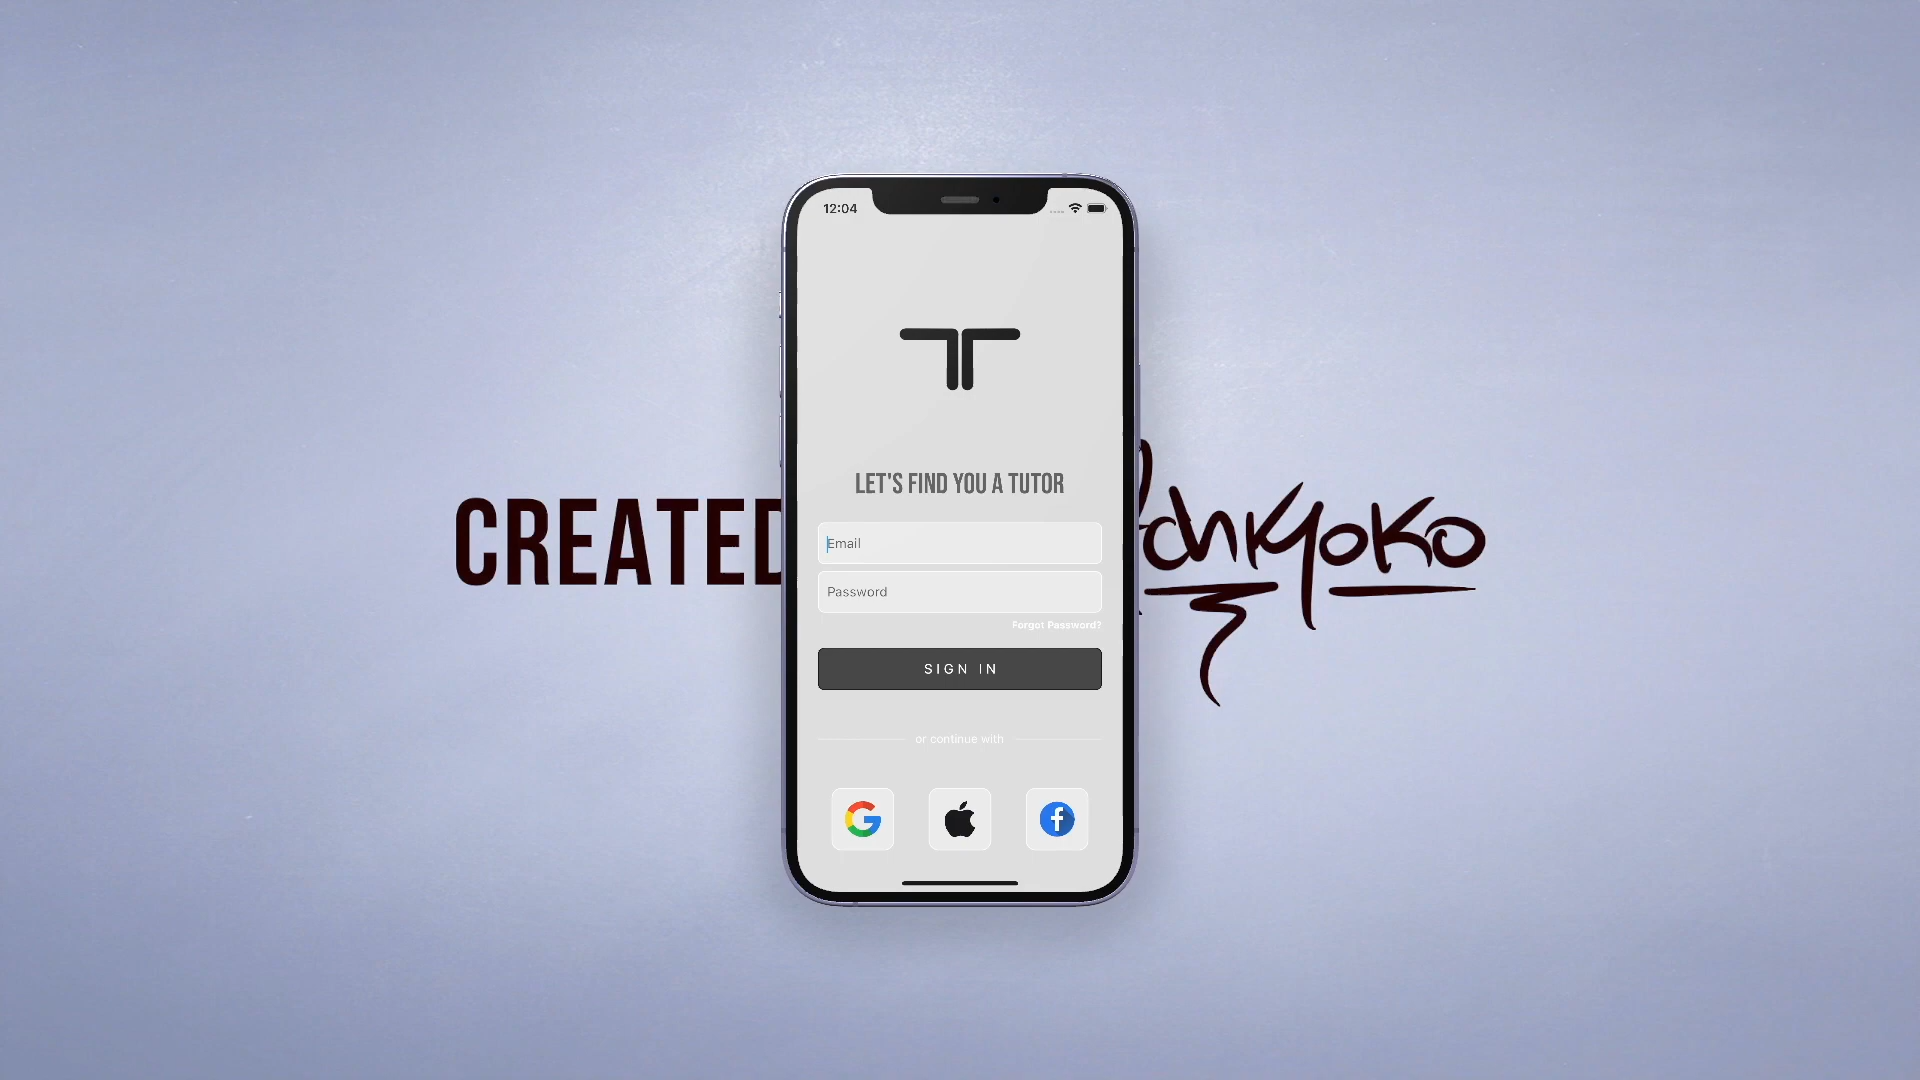 12:04
LET'S FIND YOU A TUTOR
CREATED
Email
Password
Forgot Password?
SIGN IN
or continue with